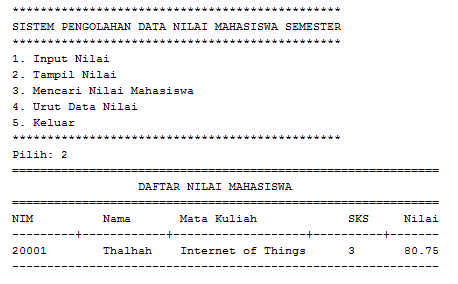 ***********************************************
SISTEM PENGOLAHAN DATA NILAI MAHASISWA SEMESTER
***********************************************
1. Input Nilai
2. Tampil Nilai
3. Mencari Nilai Mahasiswa
4. Urut Data Nilai
5. Keluar
***********************************************
Pilih: 2
=============================================================
                  DAFTAR NILAI MAHASISWA
=============================================================
NIM          Nama       Mata Kuliah             SKS     Nilai
---------+------------+-------------------+----------+-------
20001        Thalhah    Internet of Things      3       80.75
-------------------------------------------------------------